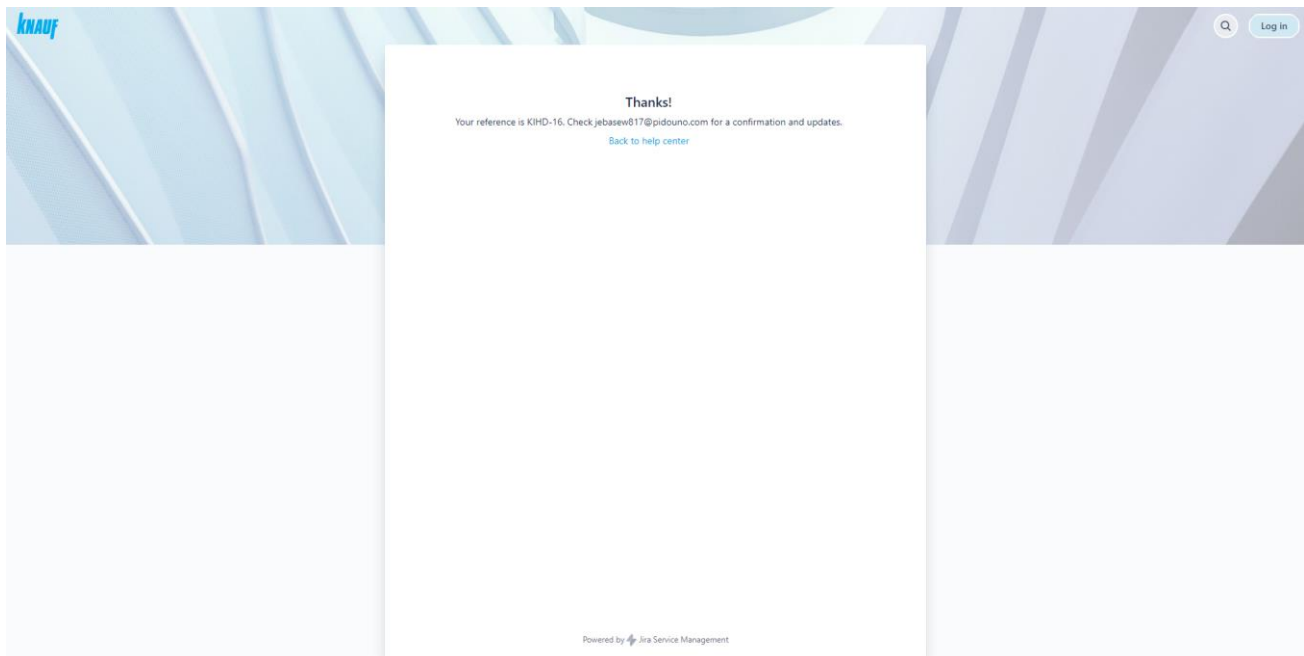 KNAUF
Log in
Thanks!
Your reference is KIHD-16. Check jebasew817@pidouno.com for a confirmation and updates.
Back to help center
Powered by Jira Service Management